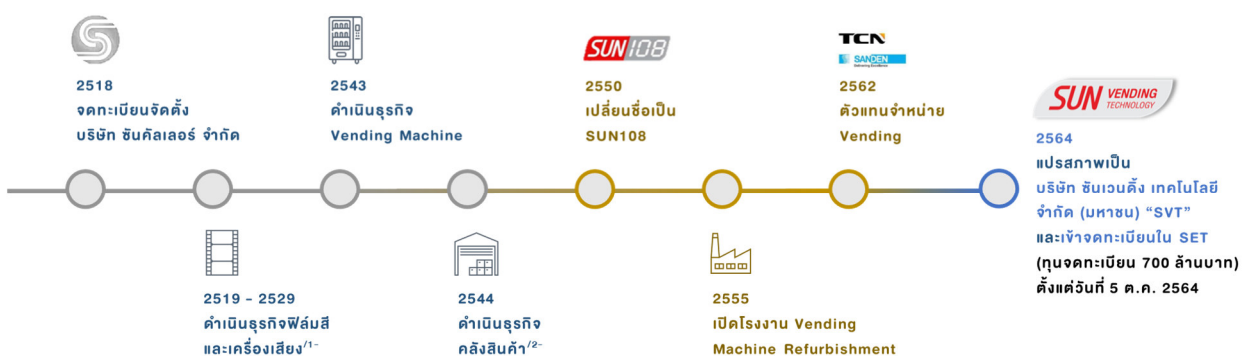 2518
จดทะเบียนจัดตั้ง
บริษัท ซันคัลเลอร์ จำกัด
2543
ดำเนินธุรกิจ
Vending Machine
SUN 108
2550
เปลี่ยนชื่อเป็น
SUN108
TCN
SANDEN
2562
ตัวแทนจำหน่าย
Vending
SUN VENDING
TECHNOLOGY
2564
แปรสภาพเป็น
บริษัท ซันเวนดิ้ง เทคโนโลยี
จำกัด (มหาชน) “SVT”
และเข้าจดทะเบียนใน SET
(ทุนจดทะเบียน 700 ล้านบาท)
ตั้งแต่วันที่ 5 ต.ค. 2564
2519 - 2529
ดำเนินธุรกิจฟิล์มสี
และเครื่องเสียง/1-
2544
ดำเนินธุรกิจ
คลังสินค้า/2-
2555
เปิดโรงงาน Vending
Machine Refurbishment